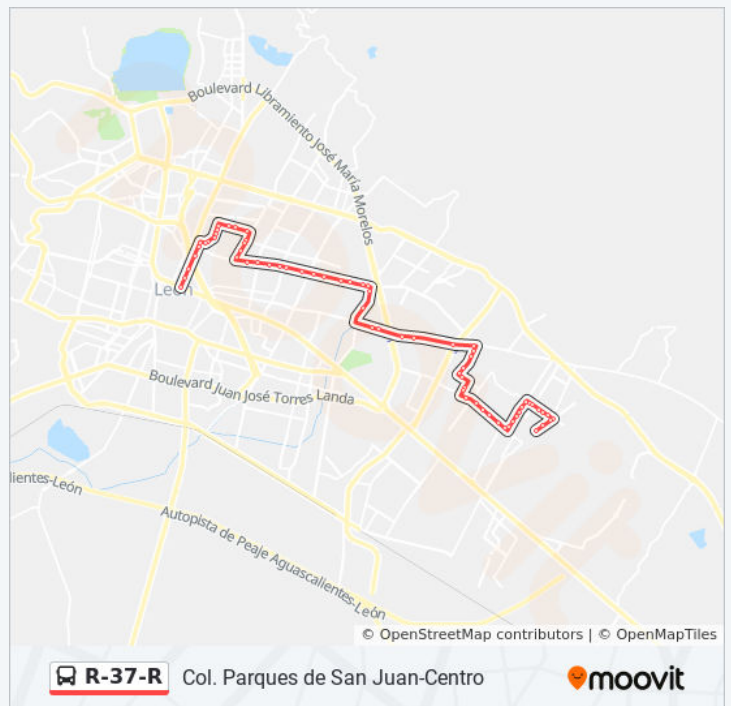 Boulevard Libramiento José María Morelos
León
Boulevard Juan José Torres Landa
lientes-León
Autopista de Peaje Aguascalientes-León
© OpenStreetMap contributors | © OpenMapTiles
R-37-R Col. Parques de San Juan-Centro moovit